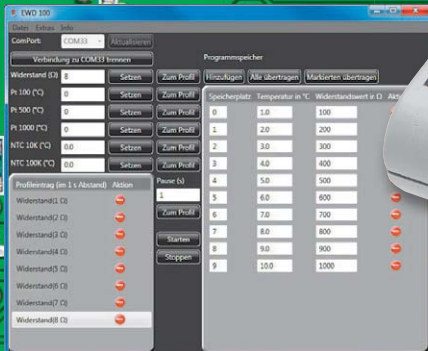 EWD 100
Datei Extras Info
ComPort: COM33 Aktualisieren
Verbindung zu COM33 trennen
Programmspeicher
Widerstand (Ω) 8 Setzen Zum Profil
Hinzufügen Alle übertragen Markierten übertragen
Pt 100 (°C) 0 Setzen Zum Profil
Pt 500 (°C) 0 Setzen Zum Profil
Pt 1000 (°C) 0 Setzen Zum Profil
NTC 10K (°C) 0.0 Setzen Zum Profil
NTC 100K (°C) 0.0 Setzen Zum Profil
Profileintrag (im 1 s Abstand) Aktion
Widerstand(1 Ω)
Widerstand(2 Ω)
Widerstand(3 Ω)
Widerstand(4 Ω)
Widerstand(5 Ω)
Widerstand(6 Ω)
Widerstand(7 Ω)
Widerstand(8 Ω)
Pause (s)
1
Zum Profil
Starten
Stoppen
Speicherplatz Temperatur in °C Widerstandswert in Ω
0 1.0 100
1 2.0 200
2 3.0 300
3 4.0 400
4 5.0 500
5 6.0 600
6 7.0 700
7 8.0 800
8 9.0 900
9 10.0 1000